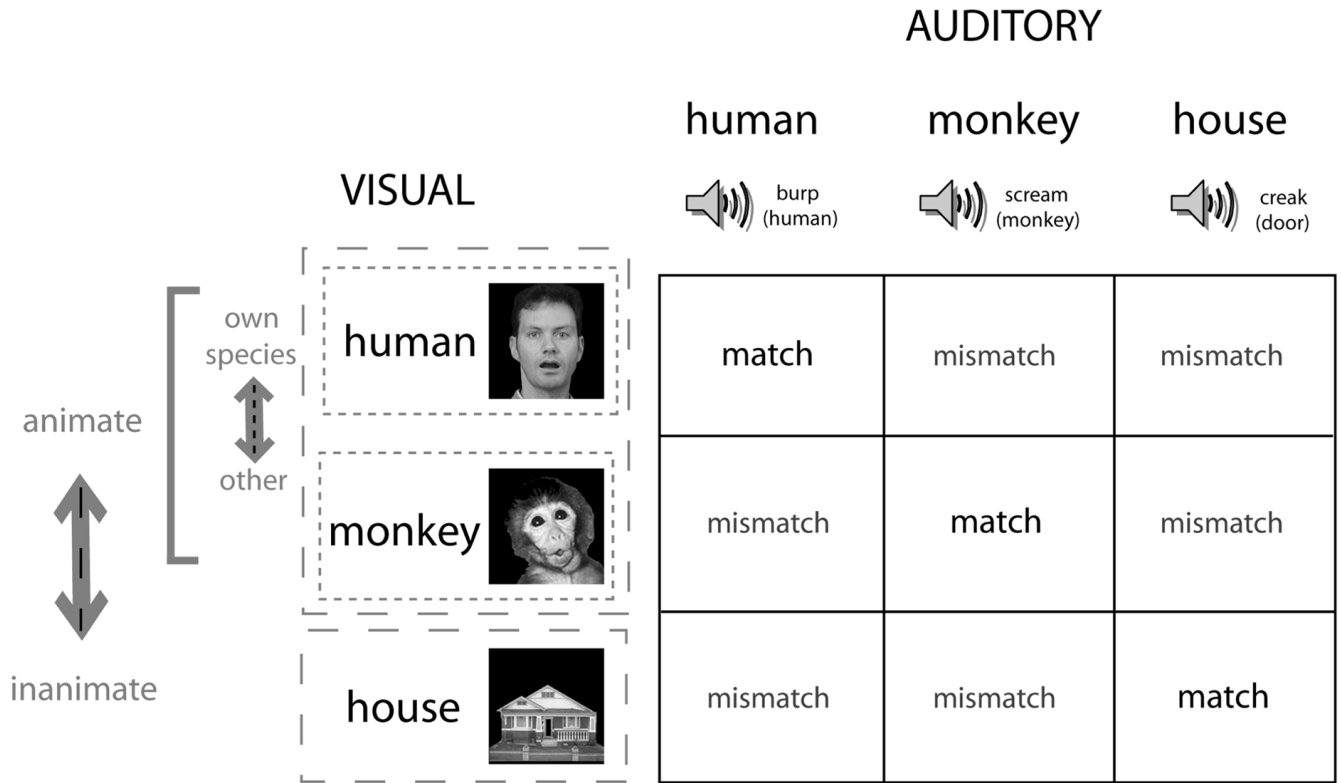 AUDITORY
human monkey house
VISUAL
burp
(human)
scream
(monkey)
creak
(door)
own
species
other
animate
inanimate
human
match mismatch mismatch
monkey
mismatch match mismatch
house
mismatch mismatch match